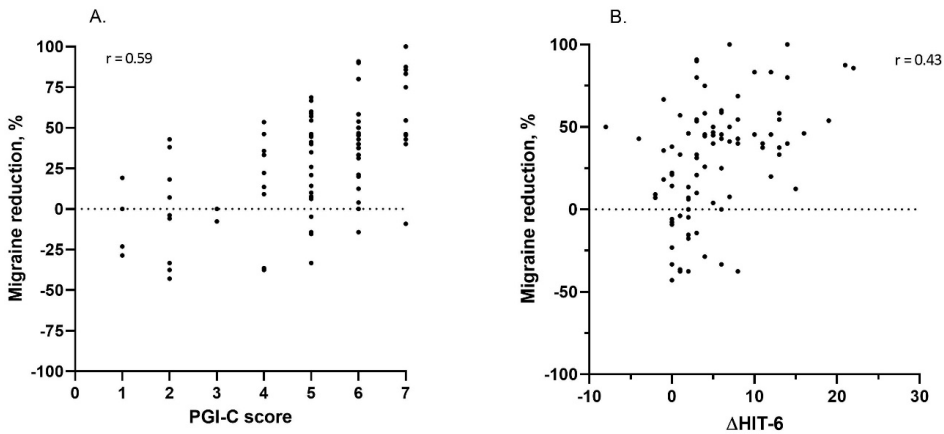 A.
r = 0.59
Migraine reduction, %
100
75
50
25
0
-25
-50
-75
-100
0 1 2 3 4 5 6 7
PGI-C score
B.
r = 0.43
Migraine reduction, %
100
50
0
-50
-100
-10 0 10 20 30
ΔHIT-6